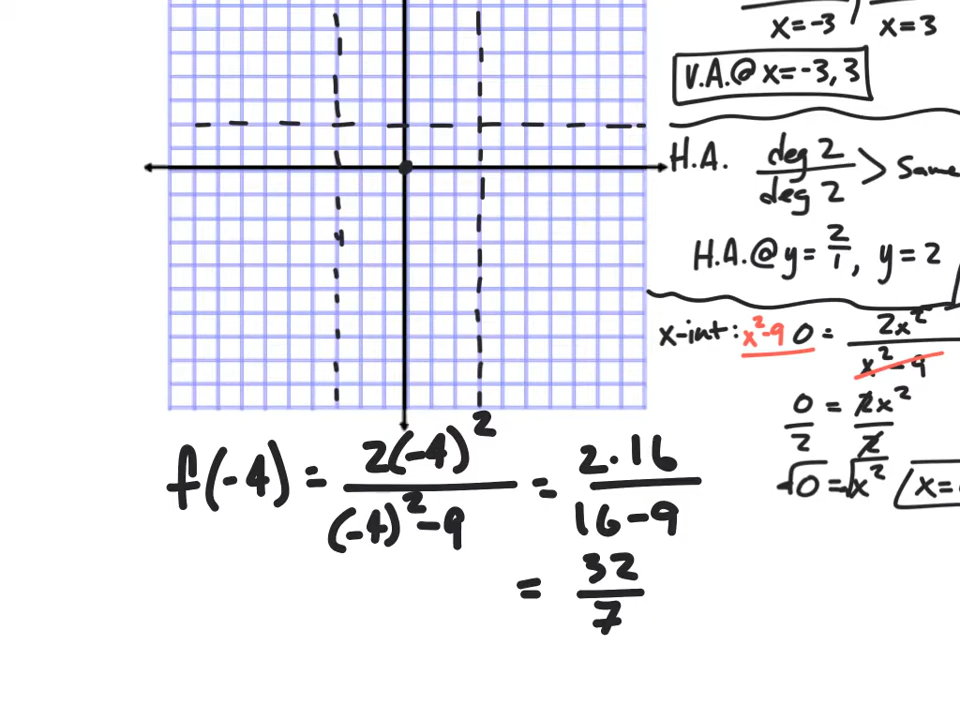 x=-3 / x=3
V.A.@ x=-3,3
H.A. deg 2 / deg 2 > Same
H.A.@ y = 2/1, y = 2
x-int: x²-9 0 = 2x² / x²-9
0/2 = 2x²/2
√0 = √x² x=
f(-4) = 2(-4)² / (-4)²-9 = 2·16 / 16-9
= 32/7